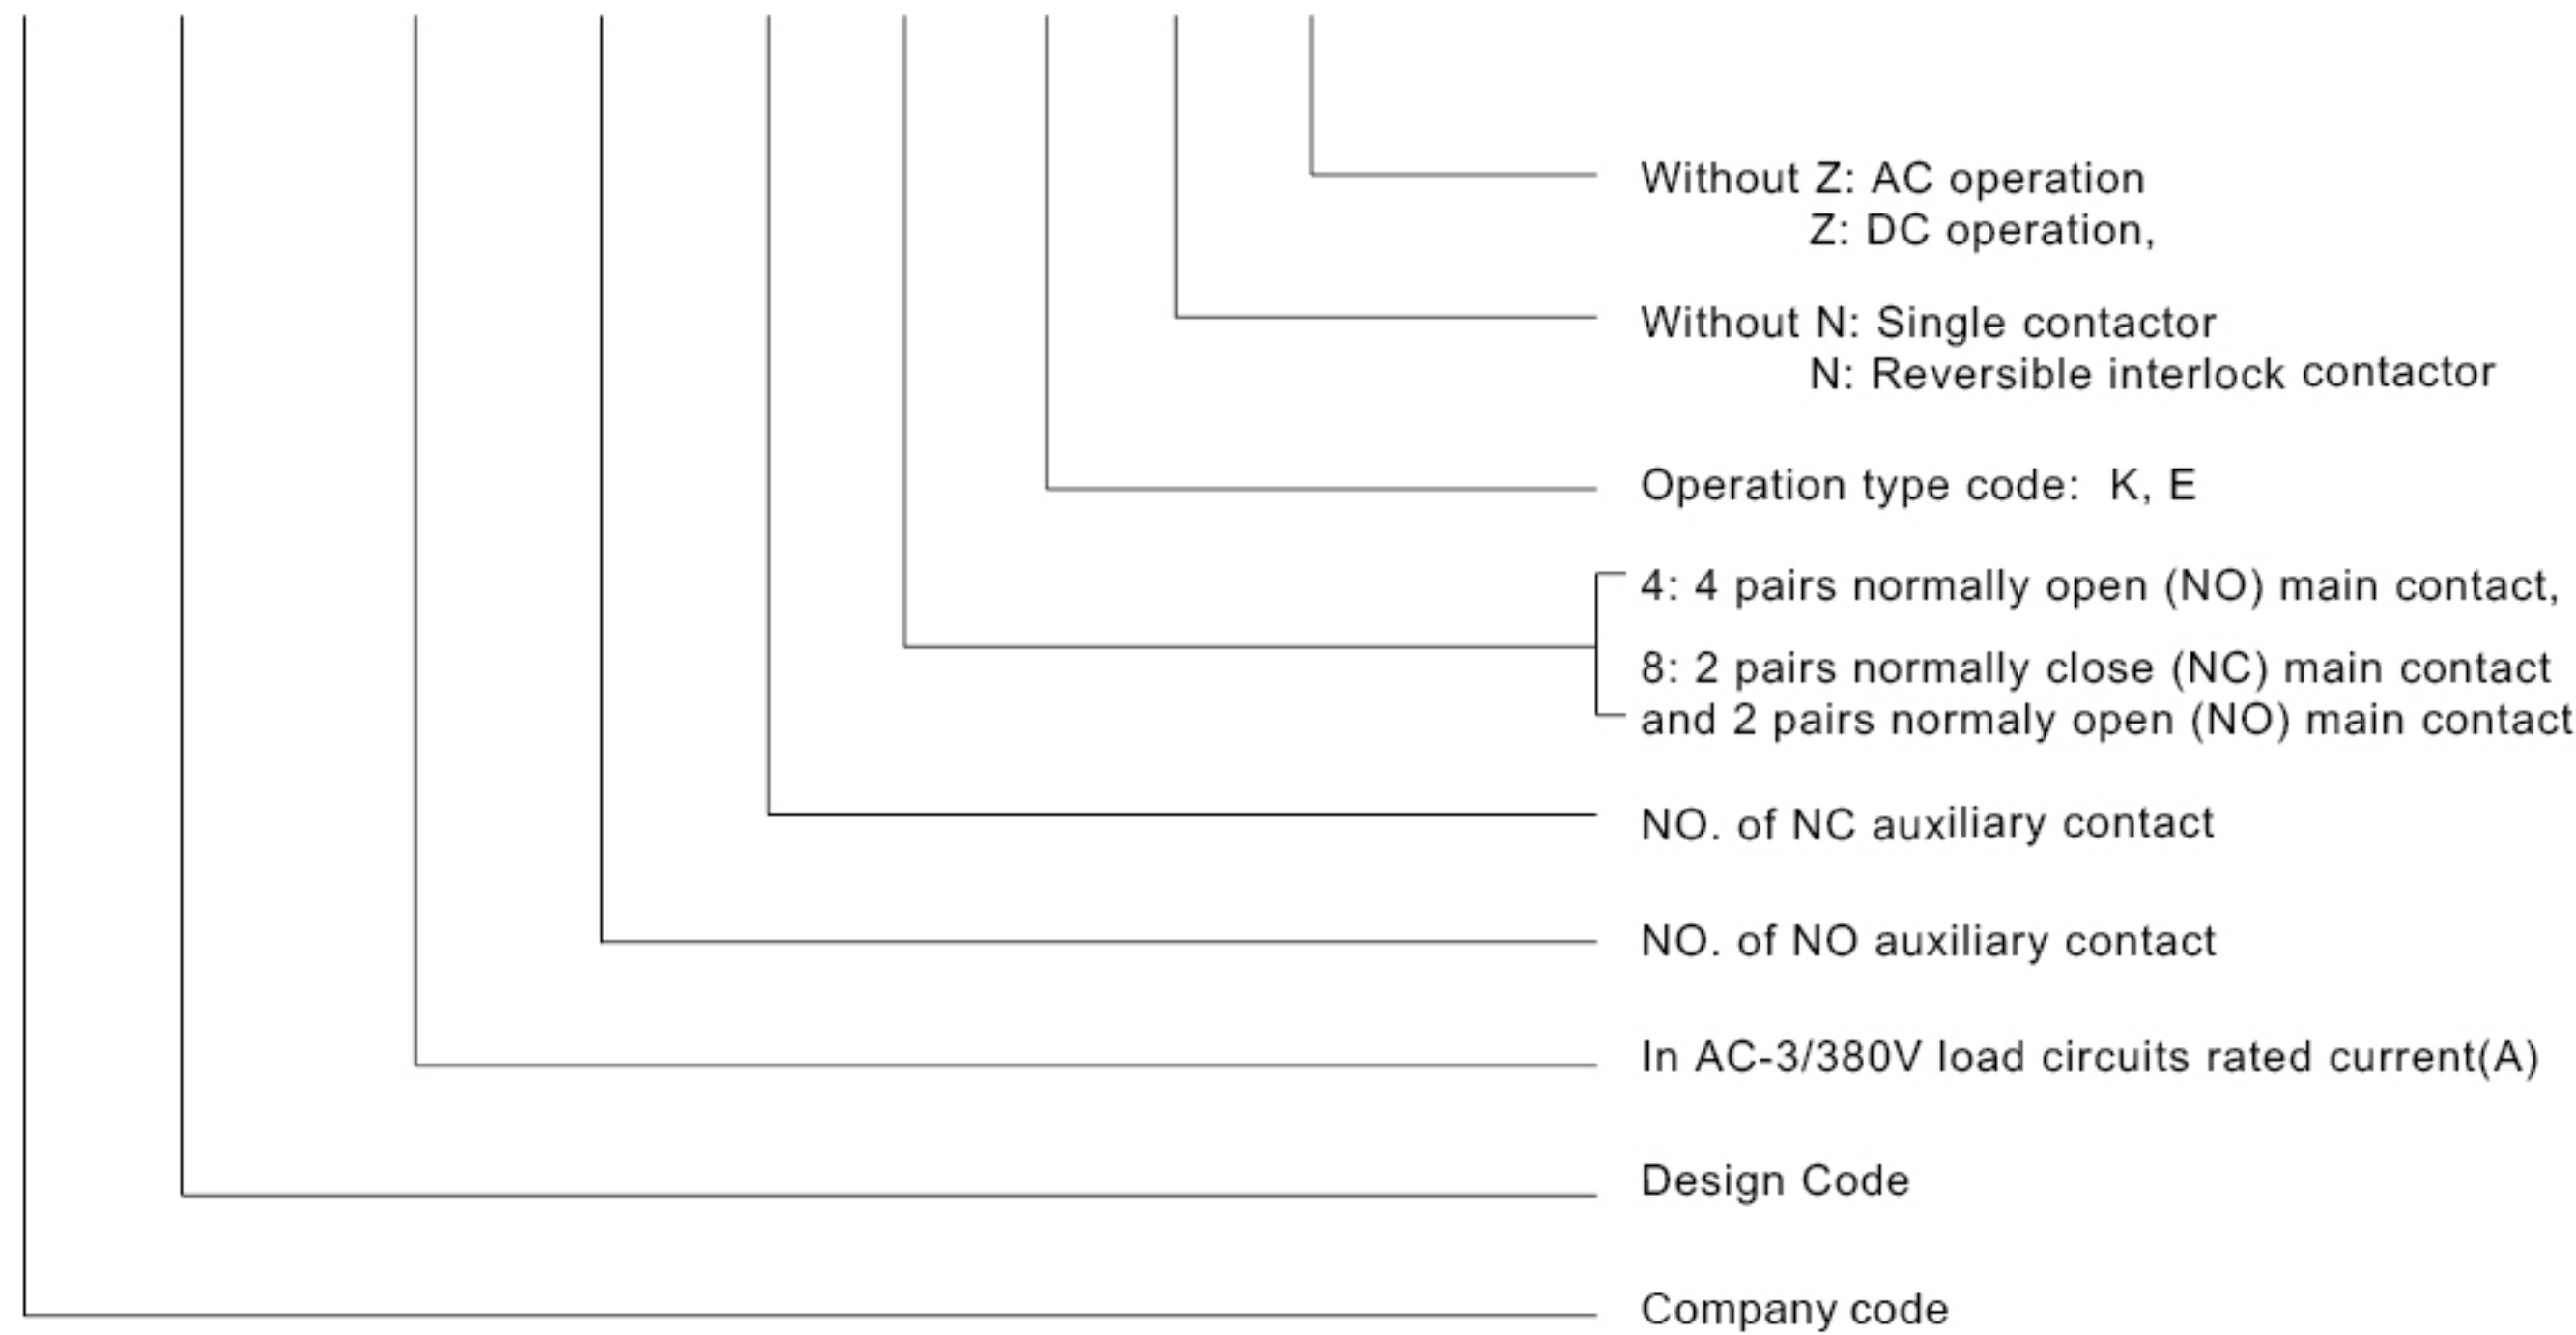 Without Z: AC operation
Z: DC operation,
Without N: Single contactor
N: Reversible interlock contactor
Operation type code: K, E
4: 4 pairs normally open (NO) main contact,
8: 2 pairs normally close (NC) main contact
and 2 pairs normaly open (NO) main contact
NO. of NC auxiliary contact
NO. of NO auxiliary contact
In AC-3/380V load circuits rated current(A)
Design Code
Company code